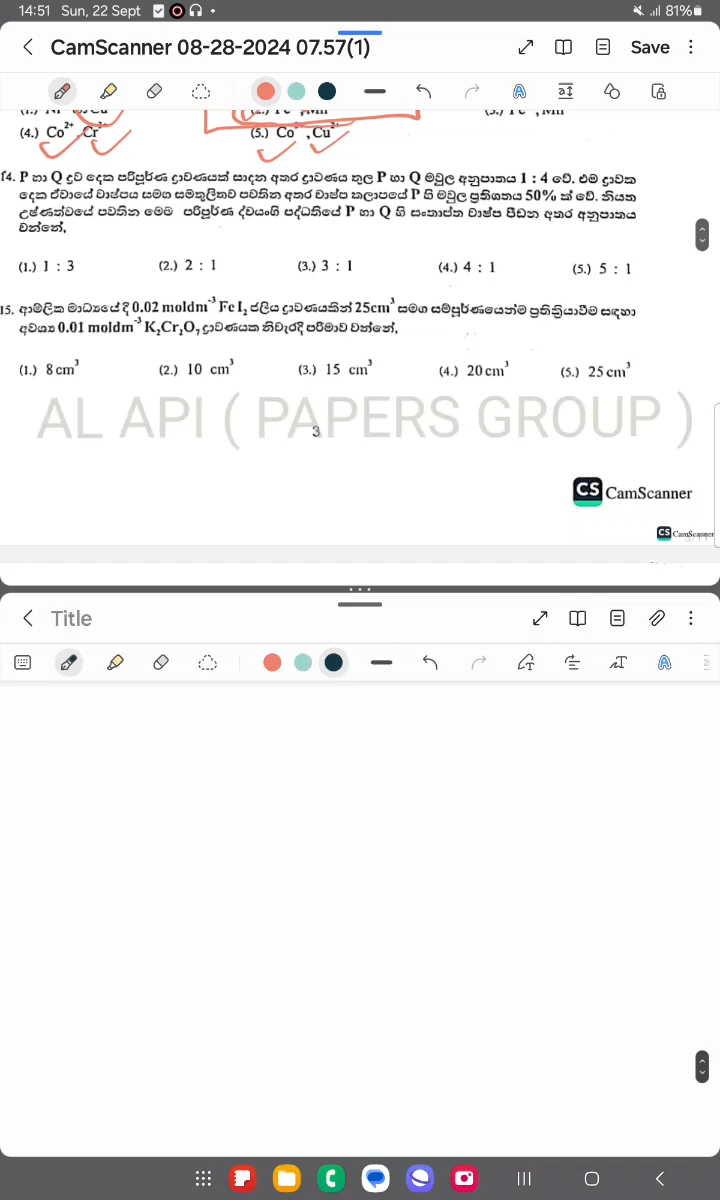 14:51 Sun, 22 Sept 81%
CamScanner 08-28-2024 07.57(1) Save
(4.) Co²⁺, Cr (5.) Co , Cu²⁺
14. P හා Q ද්‍රව දෙක පරිපූර්ණ ද්‍රාවණයක් සාදන අතර ද්‍රාවණය තුල P හා Q මවුල අනුපාතය 1 : 4 වේ. එම ද්‍රාවක
දෙක ඒවායේ වාෂ්පය සමග සමතුලිතව පවතින අතර වාෂ්ප කලාපයේ P හි මවුල ප්‍රතිශතය 50% ක් වේ. නියත
උෂ්ණත්වයේ පවතින මෙම පරිපූර්ණ ද්වයංගී පද්ධතියේ P හා Q හි සංතෘප්ත වාෂ්ප පීඩන අතර අනුපාතය
වන්නේ,
(1.) 1 : 3 (2.) 2 : 1 (3.) 3 : 1 (4.) 4 : 1 (5.) 5 : 1
15. ආම්ලික මාධ්‍යයේ දී 0.02 moldm⁻³ FeI₂ ජලීය ද්‍රාවණයකින් 25cm³ සමග සම්පූර්ණයෙන්ම ප්‍රතික්‍රියාවීම සඳහා
අවශ්‍ය 0.01 moldm⁻³ K₂Cr₂O₇ ද්‍රාවණයක නිවැරදි පරිමාව වන්නේ,
(1.) 8 cm³ (2.) 10 cm³ (3.) 15 cm³ (4.) 20 cm³ (5.) 25 cm³
AL API ( PAPERS GROUP )
3
CS CamScanner
CS CamScanner
Title